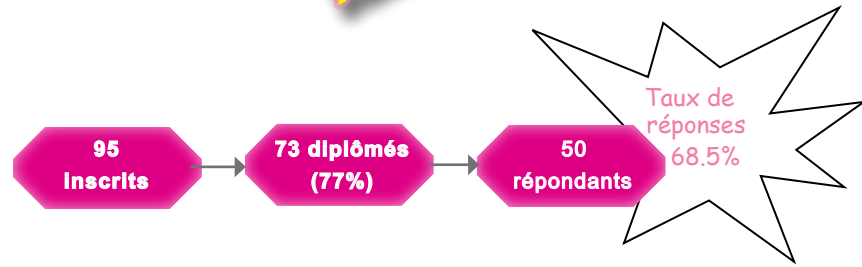 95
inscrits
73 diplômés
(77%)
50
répondants
Taux de
réponses
68.5%